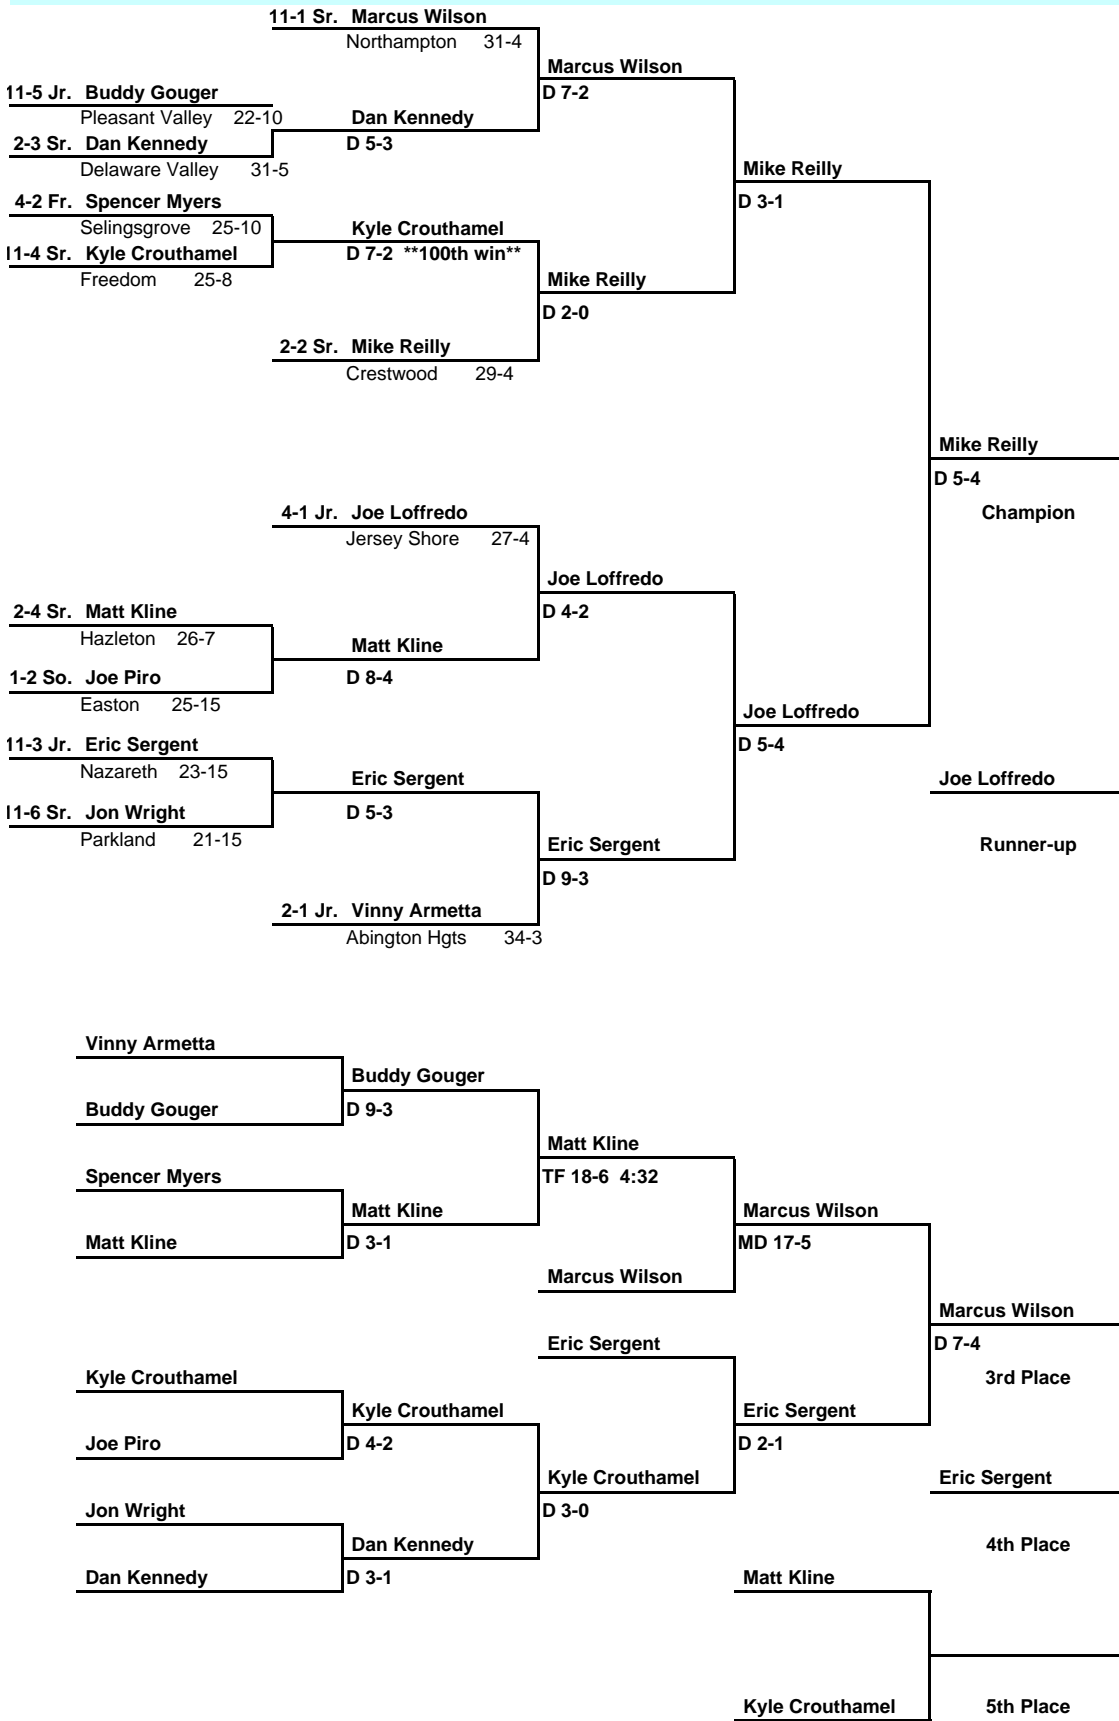 11-1 Sr. Marcus Wilson
Northampton 31-4
Marcus Wilson
11-5 Jr. Buddy Gouger
D 7-2
Pleasant Valley 22-10
Dan Kennedy
2-3 Sr. Dan Kennedy
D 5-3
Delaware Valley 31-5
Mike Reilly
4-2 Fr. Spencer Myers
D 3-1
Selingsgrove 25-10
Kyle Crouthamel
11-4 Sr. Kyle Crouthamel
D 7-2 **100th win**
Freedom 25-8
Mike Reilly
D 2-0
2-2 Sr. Mike Reilly
Crestwood 29-4
Mike Reilly
D 5-4
4-1 Jr. Joe Loffredo
Champion
Jersey Shore 27-4
Joe Loffredo
2-4 Sr. Matt Kline
D 4-2
Hazleton 26-7
Matt Kline
1-2 So. Joe Piro
D 8-4
Easton 25-15
Joe Loffredo
11-3 Jr. Eric Sergent
D 5-4
Nazareth 23-15
Eric Sergent
Joe Loffredo
11-6 Sr. Jon Wright
D 5-3
Parkland 21-15
Eric Sergent
Runner-up
D 9-3
2-1 Jr. Vinny Armetta
Abington Hgts 34-3
Vinny Armetta
Buddy Gouger
Buddy Gouger
D 9-3
Matt Kline
Spencer Myers
TF 18-6 4:32
Matt Kline
Marcus Wilson
Matt Kline
D 3-1
MD 17-5
Marcus Wilson
Marcus Wilson
Eric Sergent
D 7-4
Kyle Crouthamel
3rd Place
Kyle Crouthamel
Eric Sergent
Joe Piro
D 4-2
D 2-1
Kyle Crouthamel
Eric Sergent
Jon Wright
D 3-0
Dan Kennedy
4th Place
Dan Kennedy
D 3-1
Matt Kline
Kyle Crouthamel
5th Place